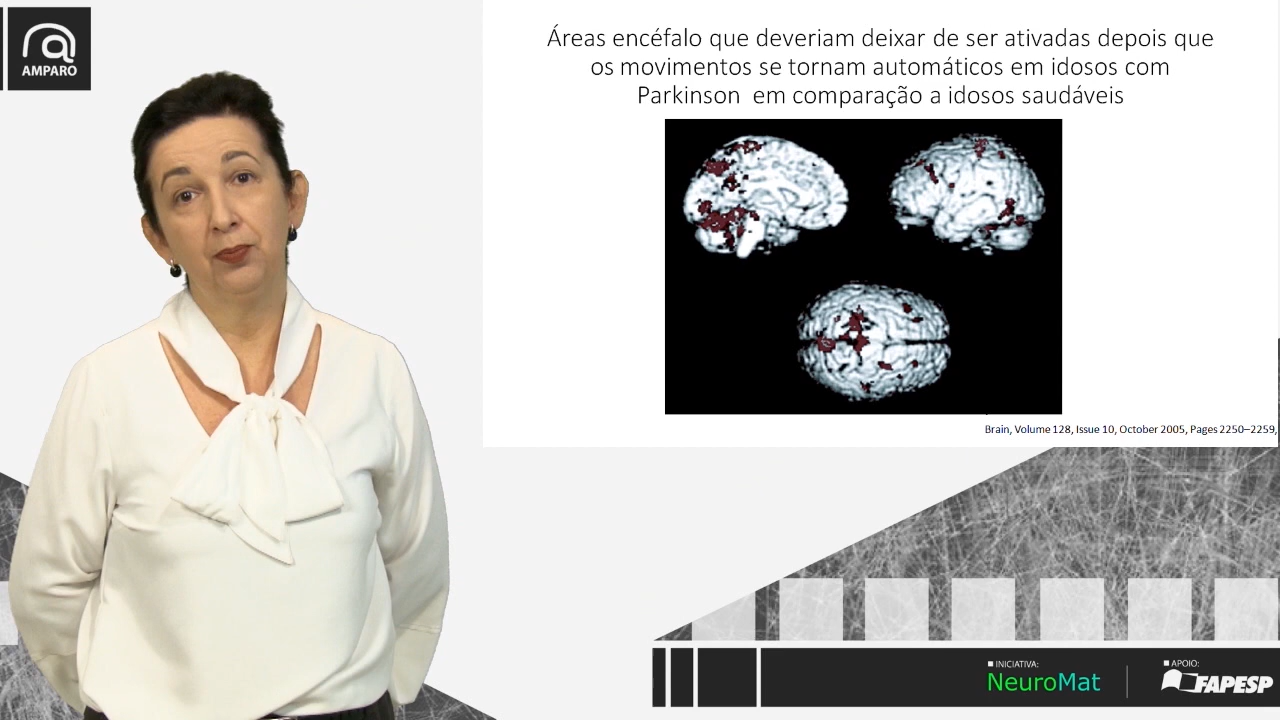 AMPARO
Áreas encéfalo que deveriam deixar de ser ativadas depois que
os movimentos se tornam automáticos em idosos com
Parkinson em comparação a idosos saudáveis
Brain, Volume 128, Issue 10, October 2005, Pages 2250–2259,
INICIATIVA:
NeuroMat
APOIO:
FAPESP